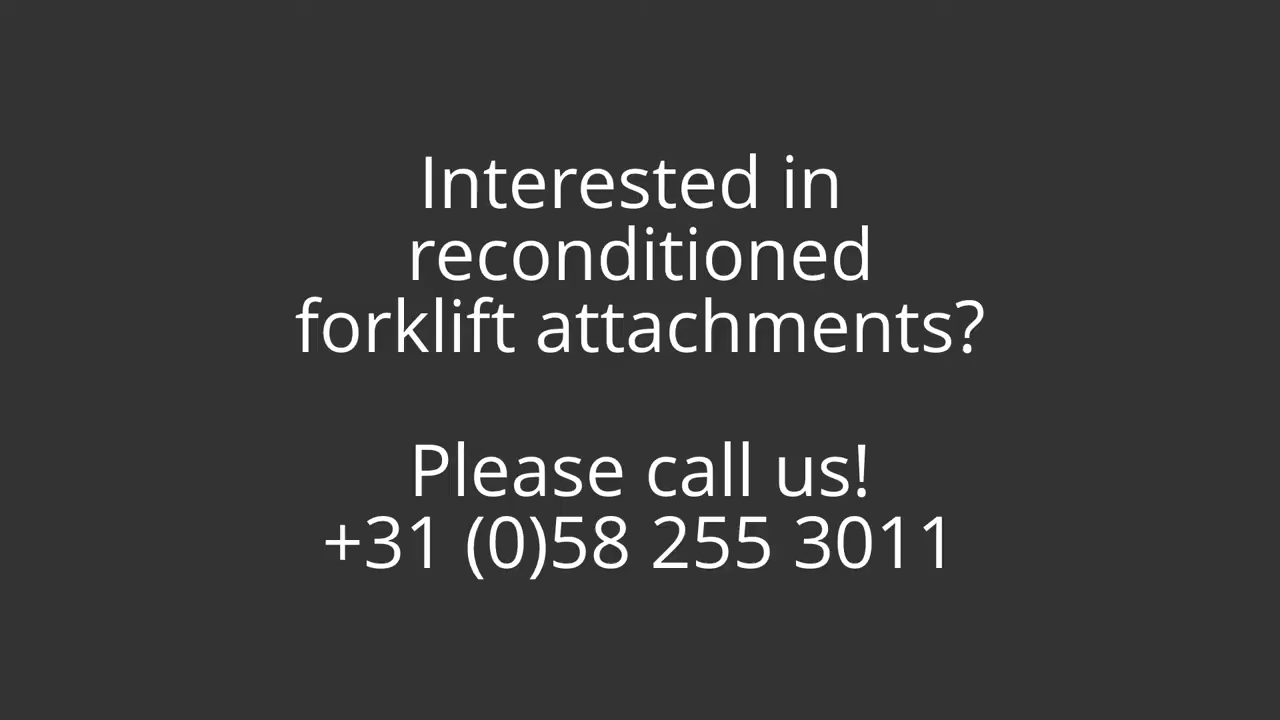 Interested in
reconditioned
forklift attachments?
Please call us!
+31 (0)58 255 3011